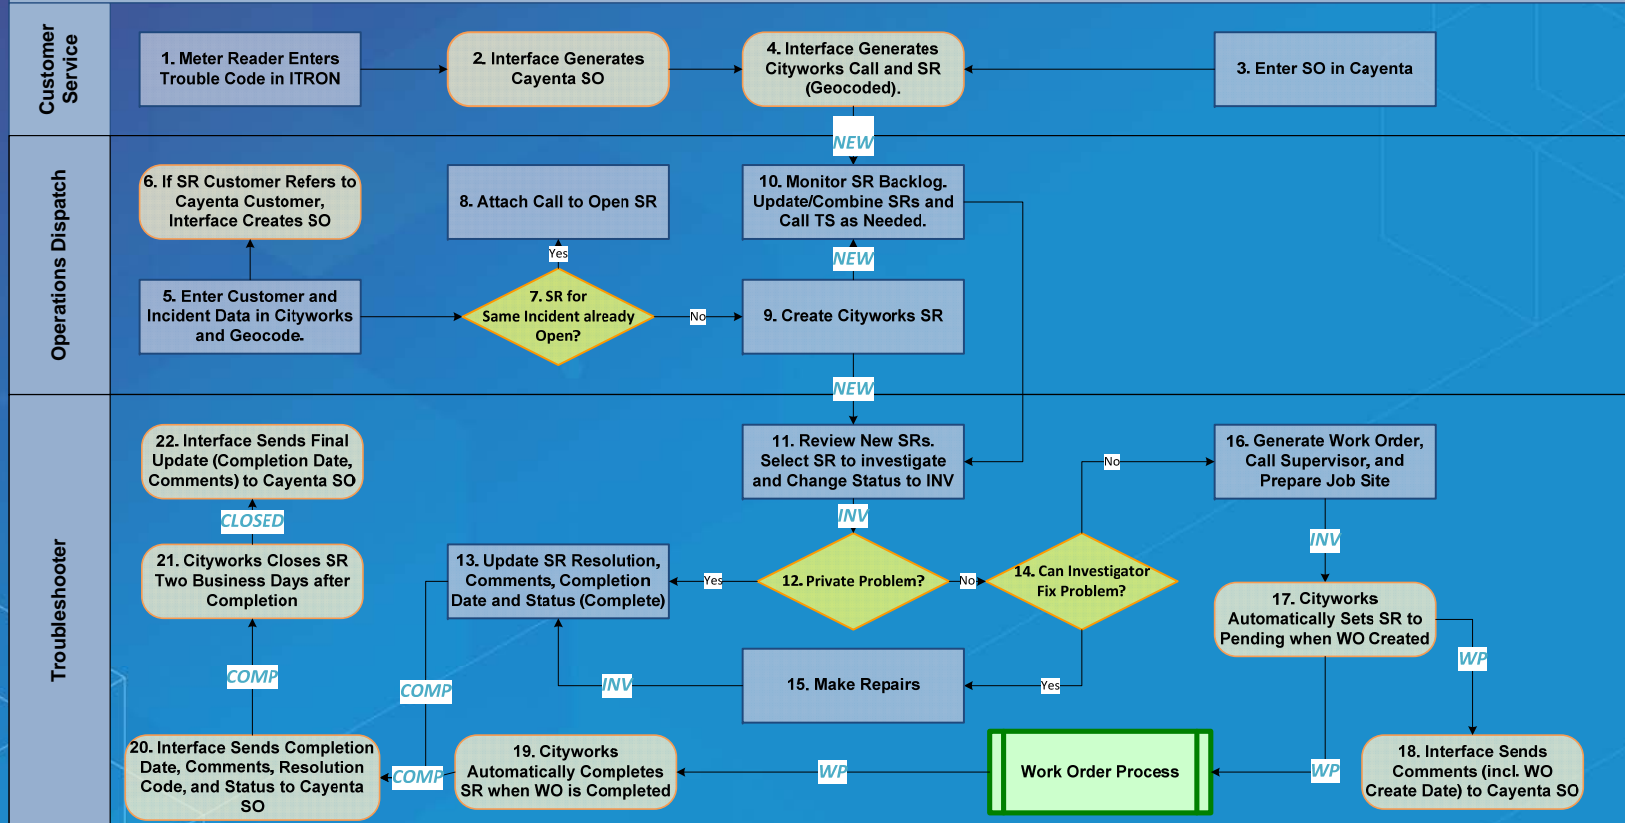 Customer
Service
1. Meter Reader Enters
Trouble Code in ITRON
2. Interface Generates
Cayenta SO
4. Interface Generates
Cityworks Call and SR
(Geocoded).
3. Enter SO in Cayenta
NEW
Operations Dispatch
6. If SR Customer Refers to
Cayenta Customer,
Interface Creates SO
8. Attach Call to Open SR
10. Monitor SR Backlog.
Update/Combine SRs and
Call TS as Needed.
Yes
NEW
5. Enter Customer and
Incident Data in Cityworks
and Geocode.
7. SR for
Same Incident already
Open?
No
9. Create Cityworks SR
NEW
Troubleshooter
22. Interface Sends Final
Update (Completion Date,
Comments) to Cayenta SO
11. Review New SRs.
Select SR to investigate
and Change Status to INV
No
16. Generate Work Order,
Call Supervisor, and
Prepare Job Site
CLOSED
INV
INV
21. Cityworks Closes SR
Two Business Days after
Completion
13. Update SR Resolution,
Comments, Completion
Date and Status (Complete)
Yes
12. Private Problem?
No
14. Can Investigator
Fix Problem?
17. Cityworks
Automatically Sets SR to
Pending when WO Created
WP
COMP
COMP
INV
15. Make Repairs
Yes
20. Interface Sends Completion
Date, Comments, Resolution
Code, and Status to Cayenta
SO
COMP
19. Cityworks
Automatically Completes
SR when WO is Completed
WP
Work Order Process
WP
18. Interface Sends
Comments (incl. WO
Create Date) to Cayenta SO